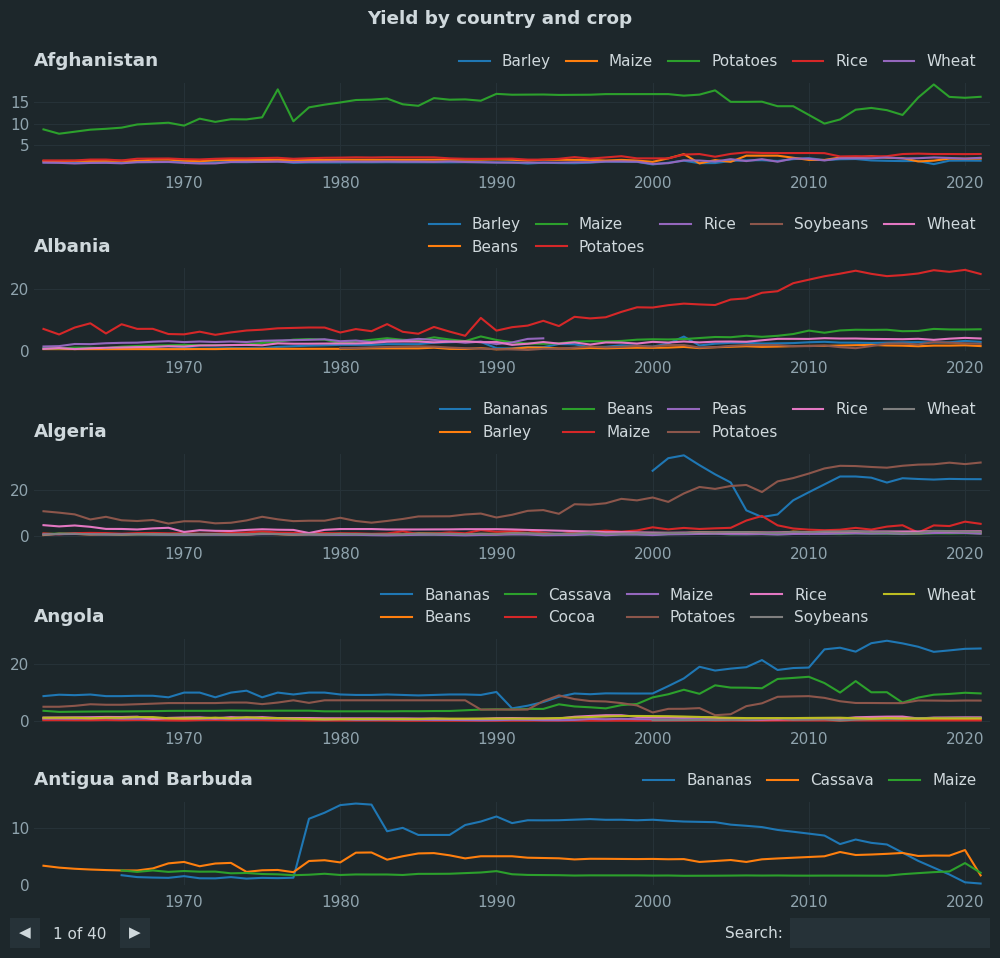 Yield by country and crop
Afghanistan
Barley Maize Potatoes Rice Wheat
15
10
5
1970 1980 1990 2000 2010 2020
Albania
Barley Maize Rice Soybeans Wheat
Beans Potatoes
20
0
1970 1980 1990 2000 2010 2020
Algeria
Bananas Beans Peas Rice Wheat
Barley Maize Potatoes
20
0
1970 1980 1990 2000 2010 2020
Angola
Bananas Cassava Maize Rice Wheat
Beans Cocoa Potatoes Soybeans
20
0
1970 1980 1990 2000 2010 2020
Antigua and Barbuda
Bananas Cassava Maize
10
0
1970 1980 1990 2000 2010 2020
◀ 1 of 40 ▶ Search: